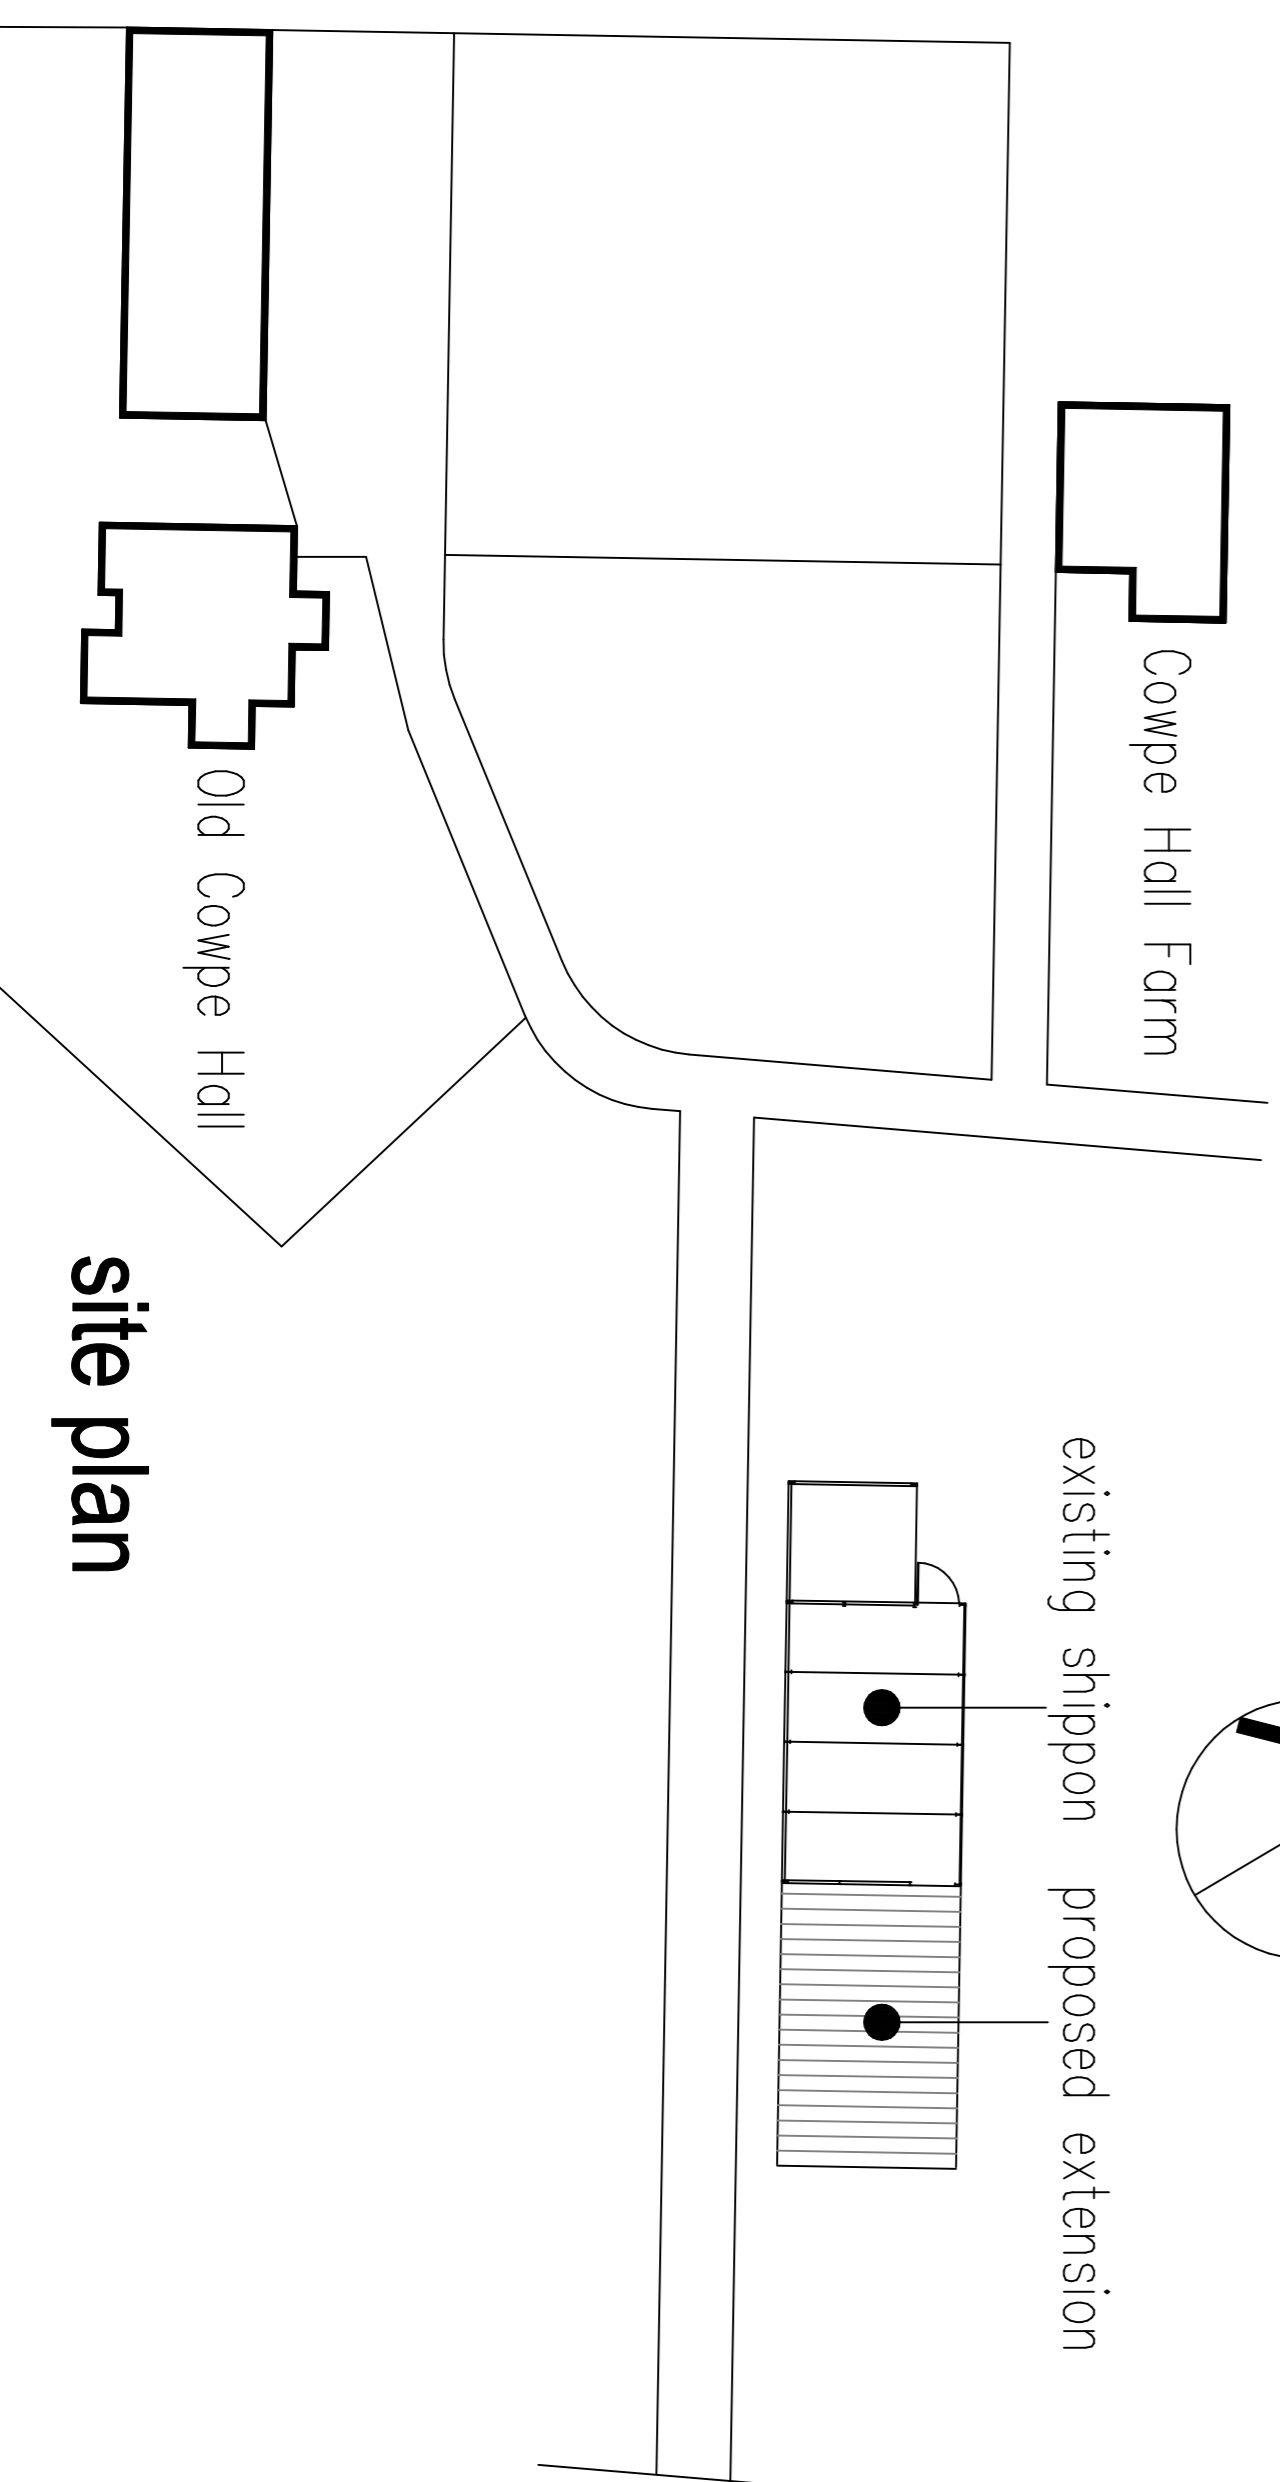 Cowpe Hall Farm
existing shippon
proposed extension
Old Cowpe Hall
site plan